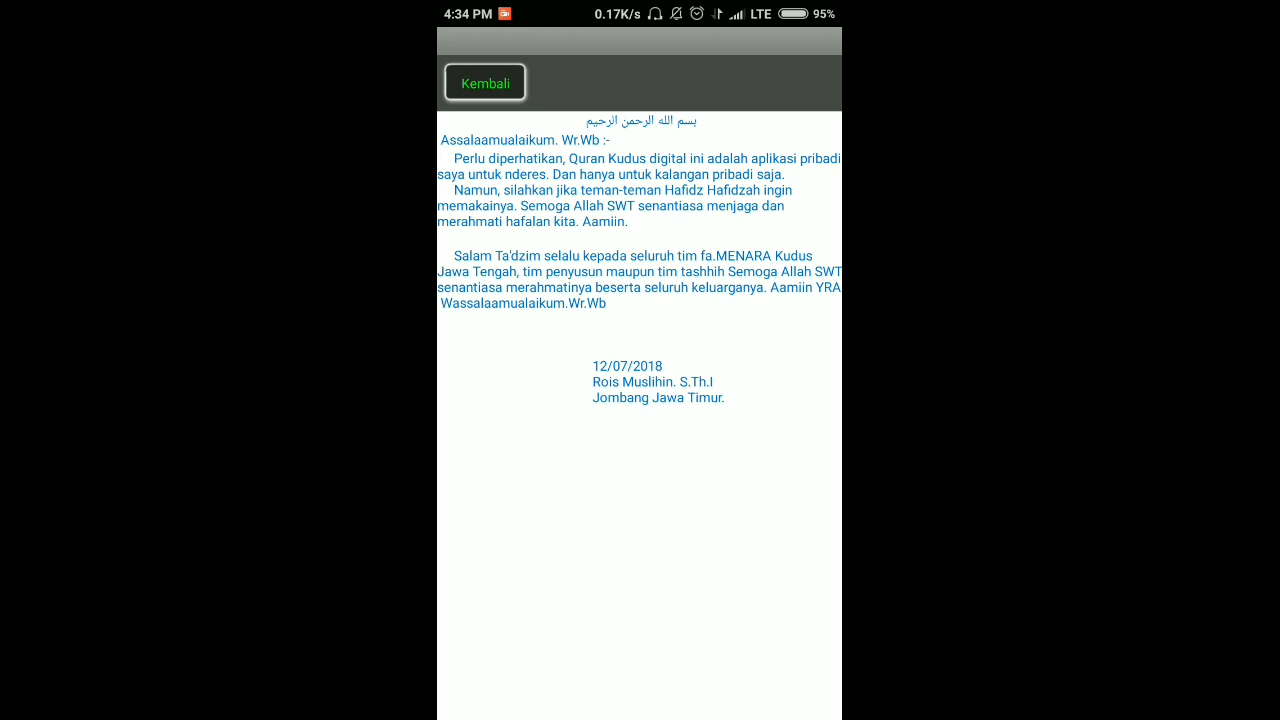 4:34 PM 0.17K/s LTE 95%
Kembali
بسم الله الرحمن الرحيم
Assalaamualaikum. Wr.Wb :-
Perlu diperhatikan, Quran Kudus digital ini adalah aplikasi pribadi
saya untuk nderes. Dan hanya untuk kalangan pribadi saja.
Namun, silahkan jika teman-teman Hafidz Hafidzah ingin
memakainya. Semoga Allah SWT senantiasa menjaga dan
merahmati hafalan kita. Aamiin.
Salam Ta'dzim selalu kepada seluruh tim fa.MENARA Kudus
Jawa Tengah, tim penyusun maupun tim tashhih Semoga Allah SWT
senantiasa merahmatinya beserta seluruh keluarganya. Aamiin YRA
Wassalaamualaikum.Wr.Wb
12/07/2018
Rois Muslihin. S.Th.I
Jombang Jawa Timur.